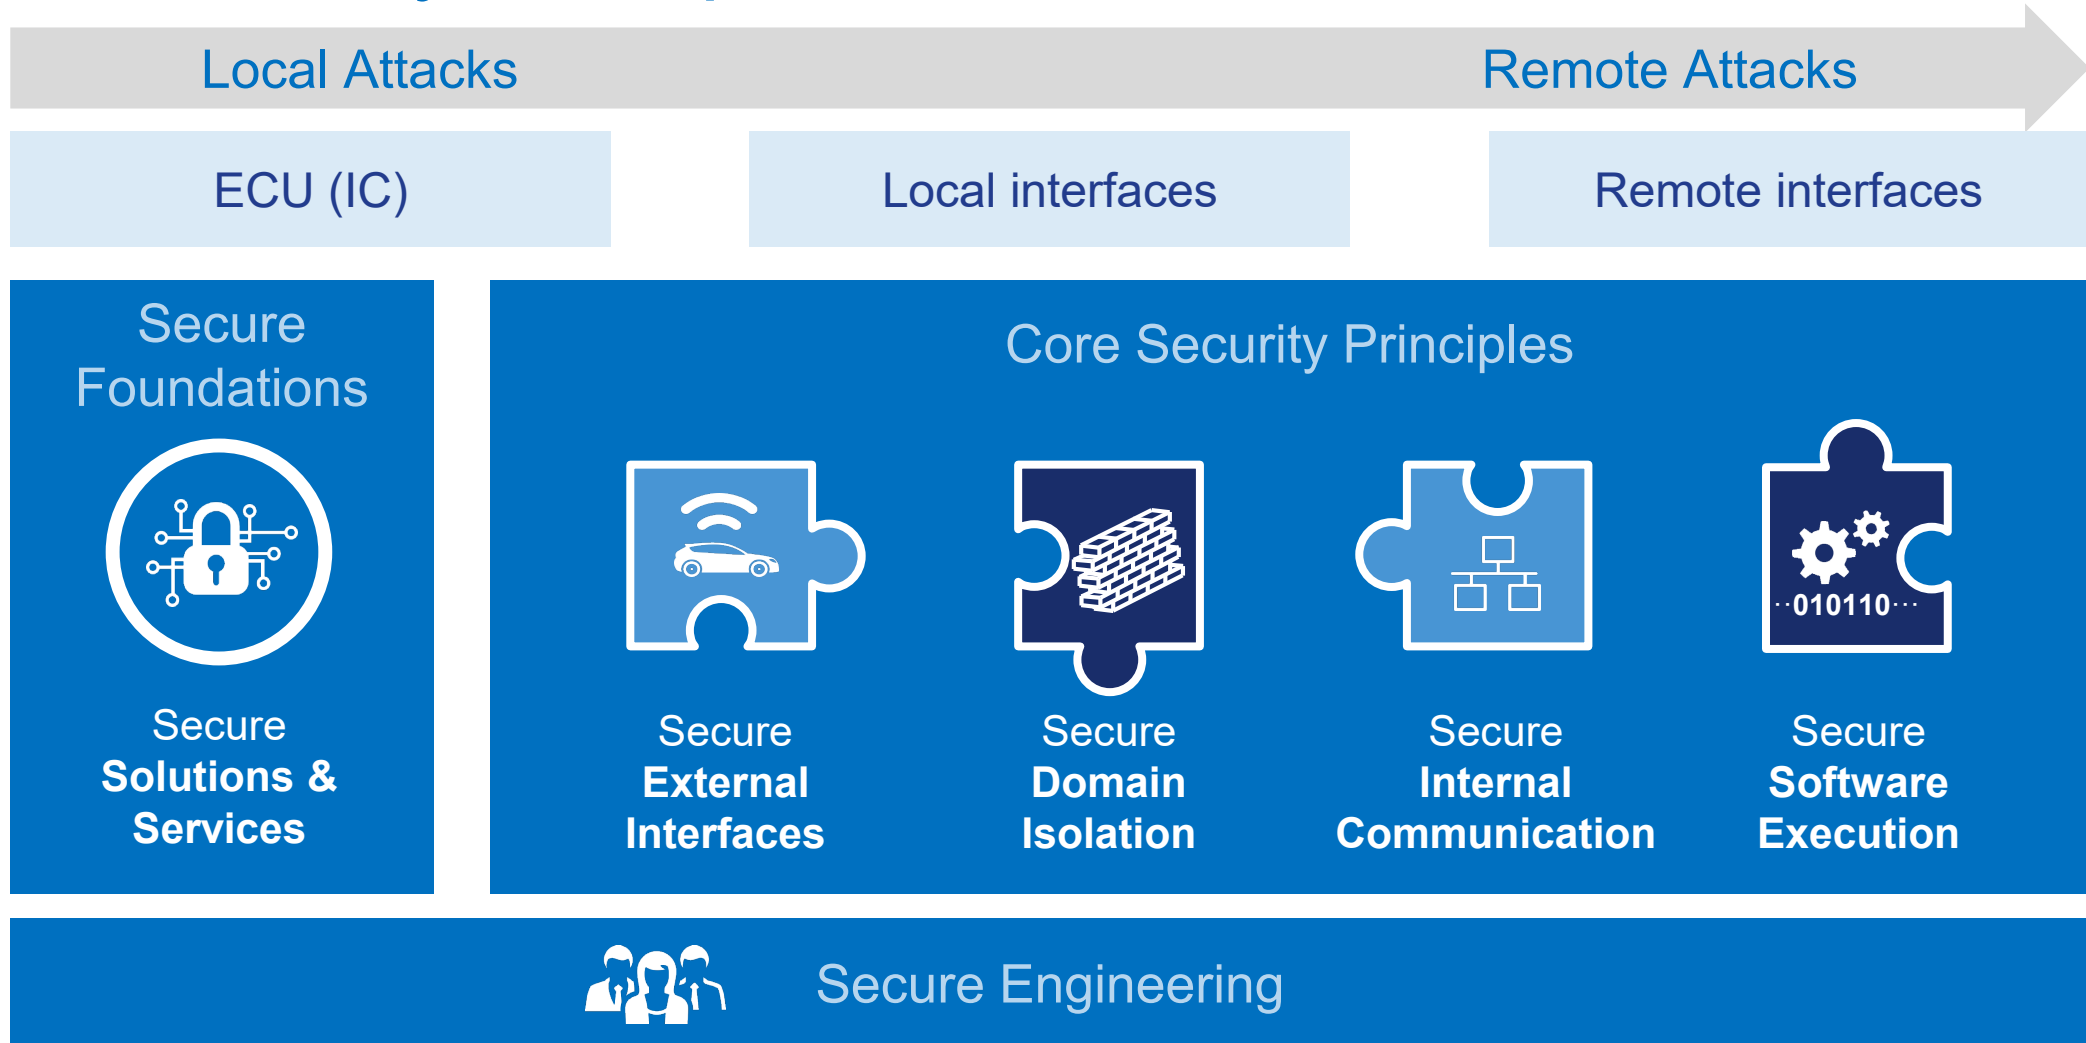 Local Attacks
Remote Attacks
ECU (IC)
Local interfaces
Remote interfaces
Secure
Foundations
Core Security Principles
010110
Secure
Solutions &
Services
Secure
External
Interfaces
Secure
Domain
Isolation
Secure
Internal
Communication
Secure
Software
Execution
Secure Engineering